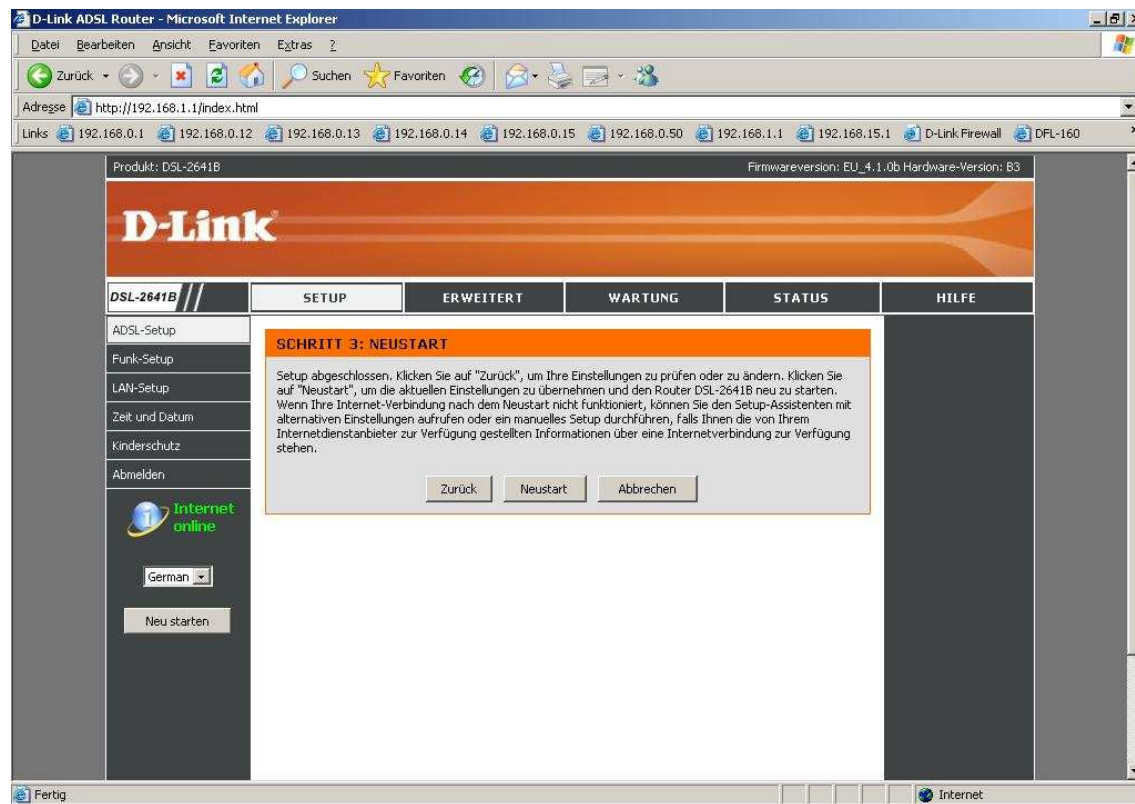 D-Link ADSL Router - Microsoft Internet Explorer
Datei Bearbeiten Ansicht Favoriten Extras ?
Zurück Suchen Favoriten
Adresse http://192.168.1.1/index.html
Links 192.168.0.1 192.168.0.12 192.168.0.13 192.168.0.14 192.168.0.15 192.168.0.50 192.168.1.1 192.168.15.1 D-Link Firewall DFL-160
Produkt: DSL-2641B Firmwareversion: EU_4.1.0b Hardware-Version: B3
D-Link
DSL-2641B SETUP ERWEITERT WARTUNG STATUS HILFE
ADSL-Setup
Funk-Setup
LAN-Setup
Zeit und Datum
Kinderschutz
Abmelden
Internet
online
German
Neu starten
SCHRITT 3: NEUSTART
Setup abgeschlossen. Klicken Sie auf "Zurück", um Ihre Einstellungen zu prüfen oder zu ändern. Klicken Sie
auf "Neustart", um die aktuellen Einstellungen zu übernehmen und den Router DSL-2641B neu zu starten.
Wenn Ihre Internet-Verbindung nach dem Neustart nicht funktioniert, können Sie den Setup-Assistenten mit
alternativen Einstellungen aufrufen oder ein manuelles Setup durchführen, falls Ihnen die von Ihrem
Internetdienstanbieter zur Verfügung gestellten Informationen über eine Internetverbindung zur Verfügung
stehen.
Zurück Neustart Abbrechen
Fertig Internet